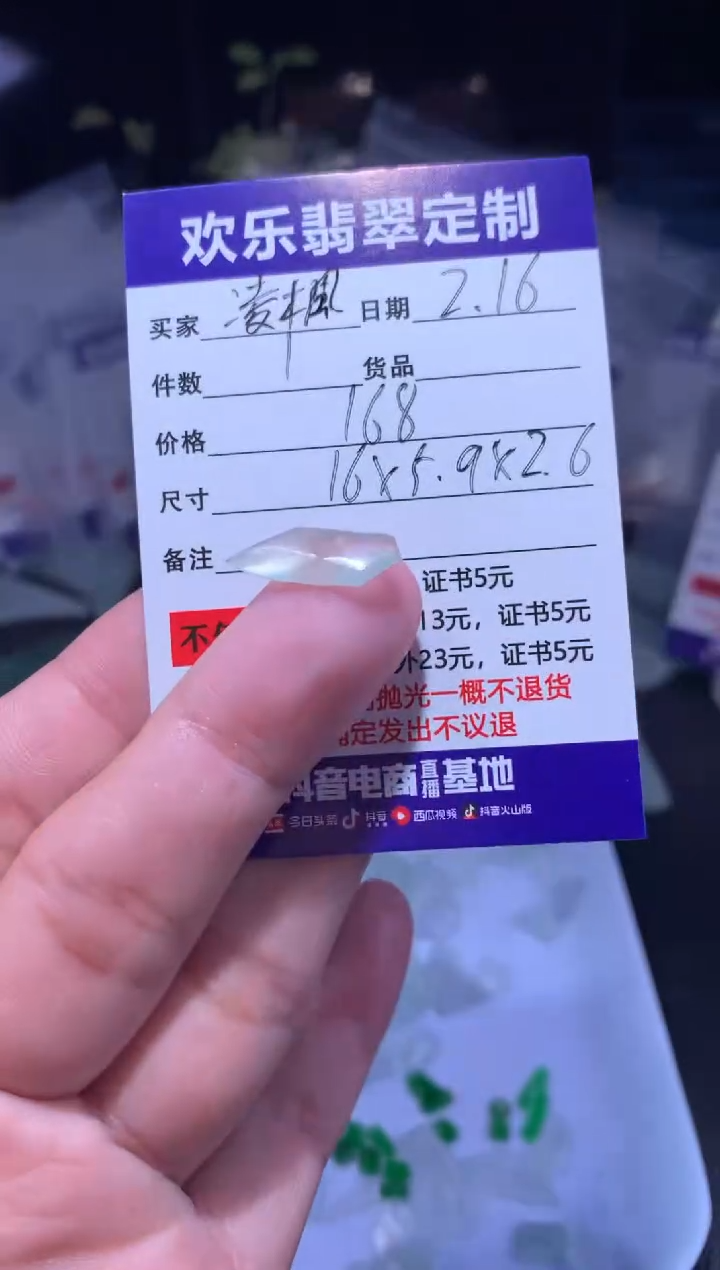 欢乐翡翠定制
买家 凌枫 日期 2.16
件数 货品
价格 168
尺寸 16x5.9x2.6
备注
证书5元
不
13元，证书5元
外23元，证书5元
抛光一概不退货
定发出不议退
抖音电商直播基地
今日头条 抖音 西瓜视频 抖音火山版